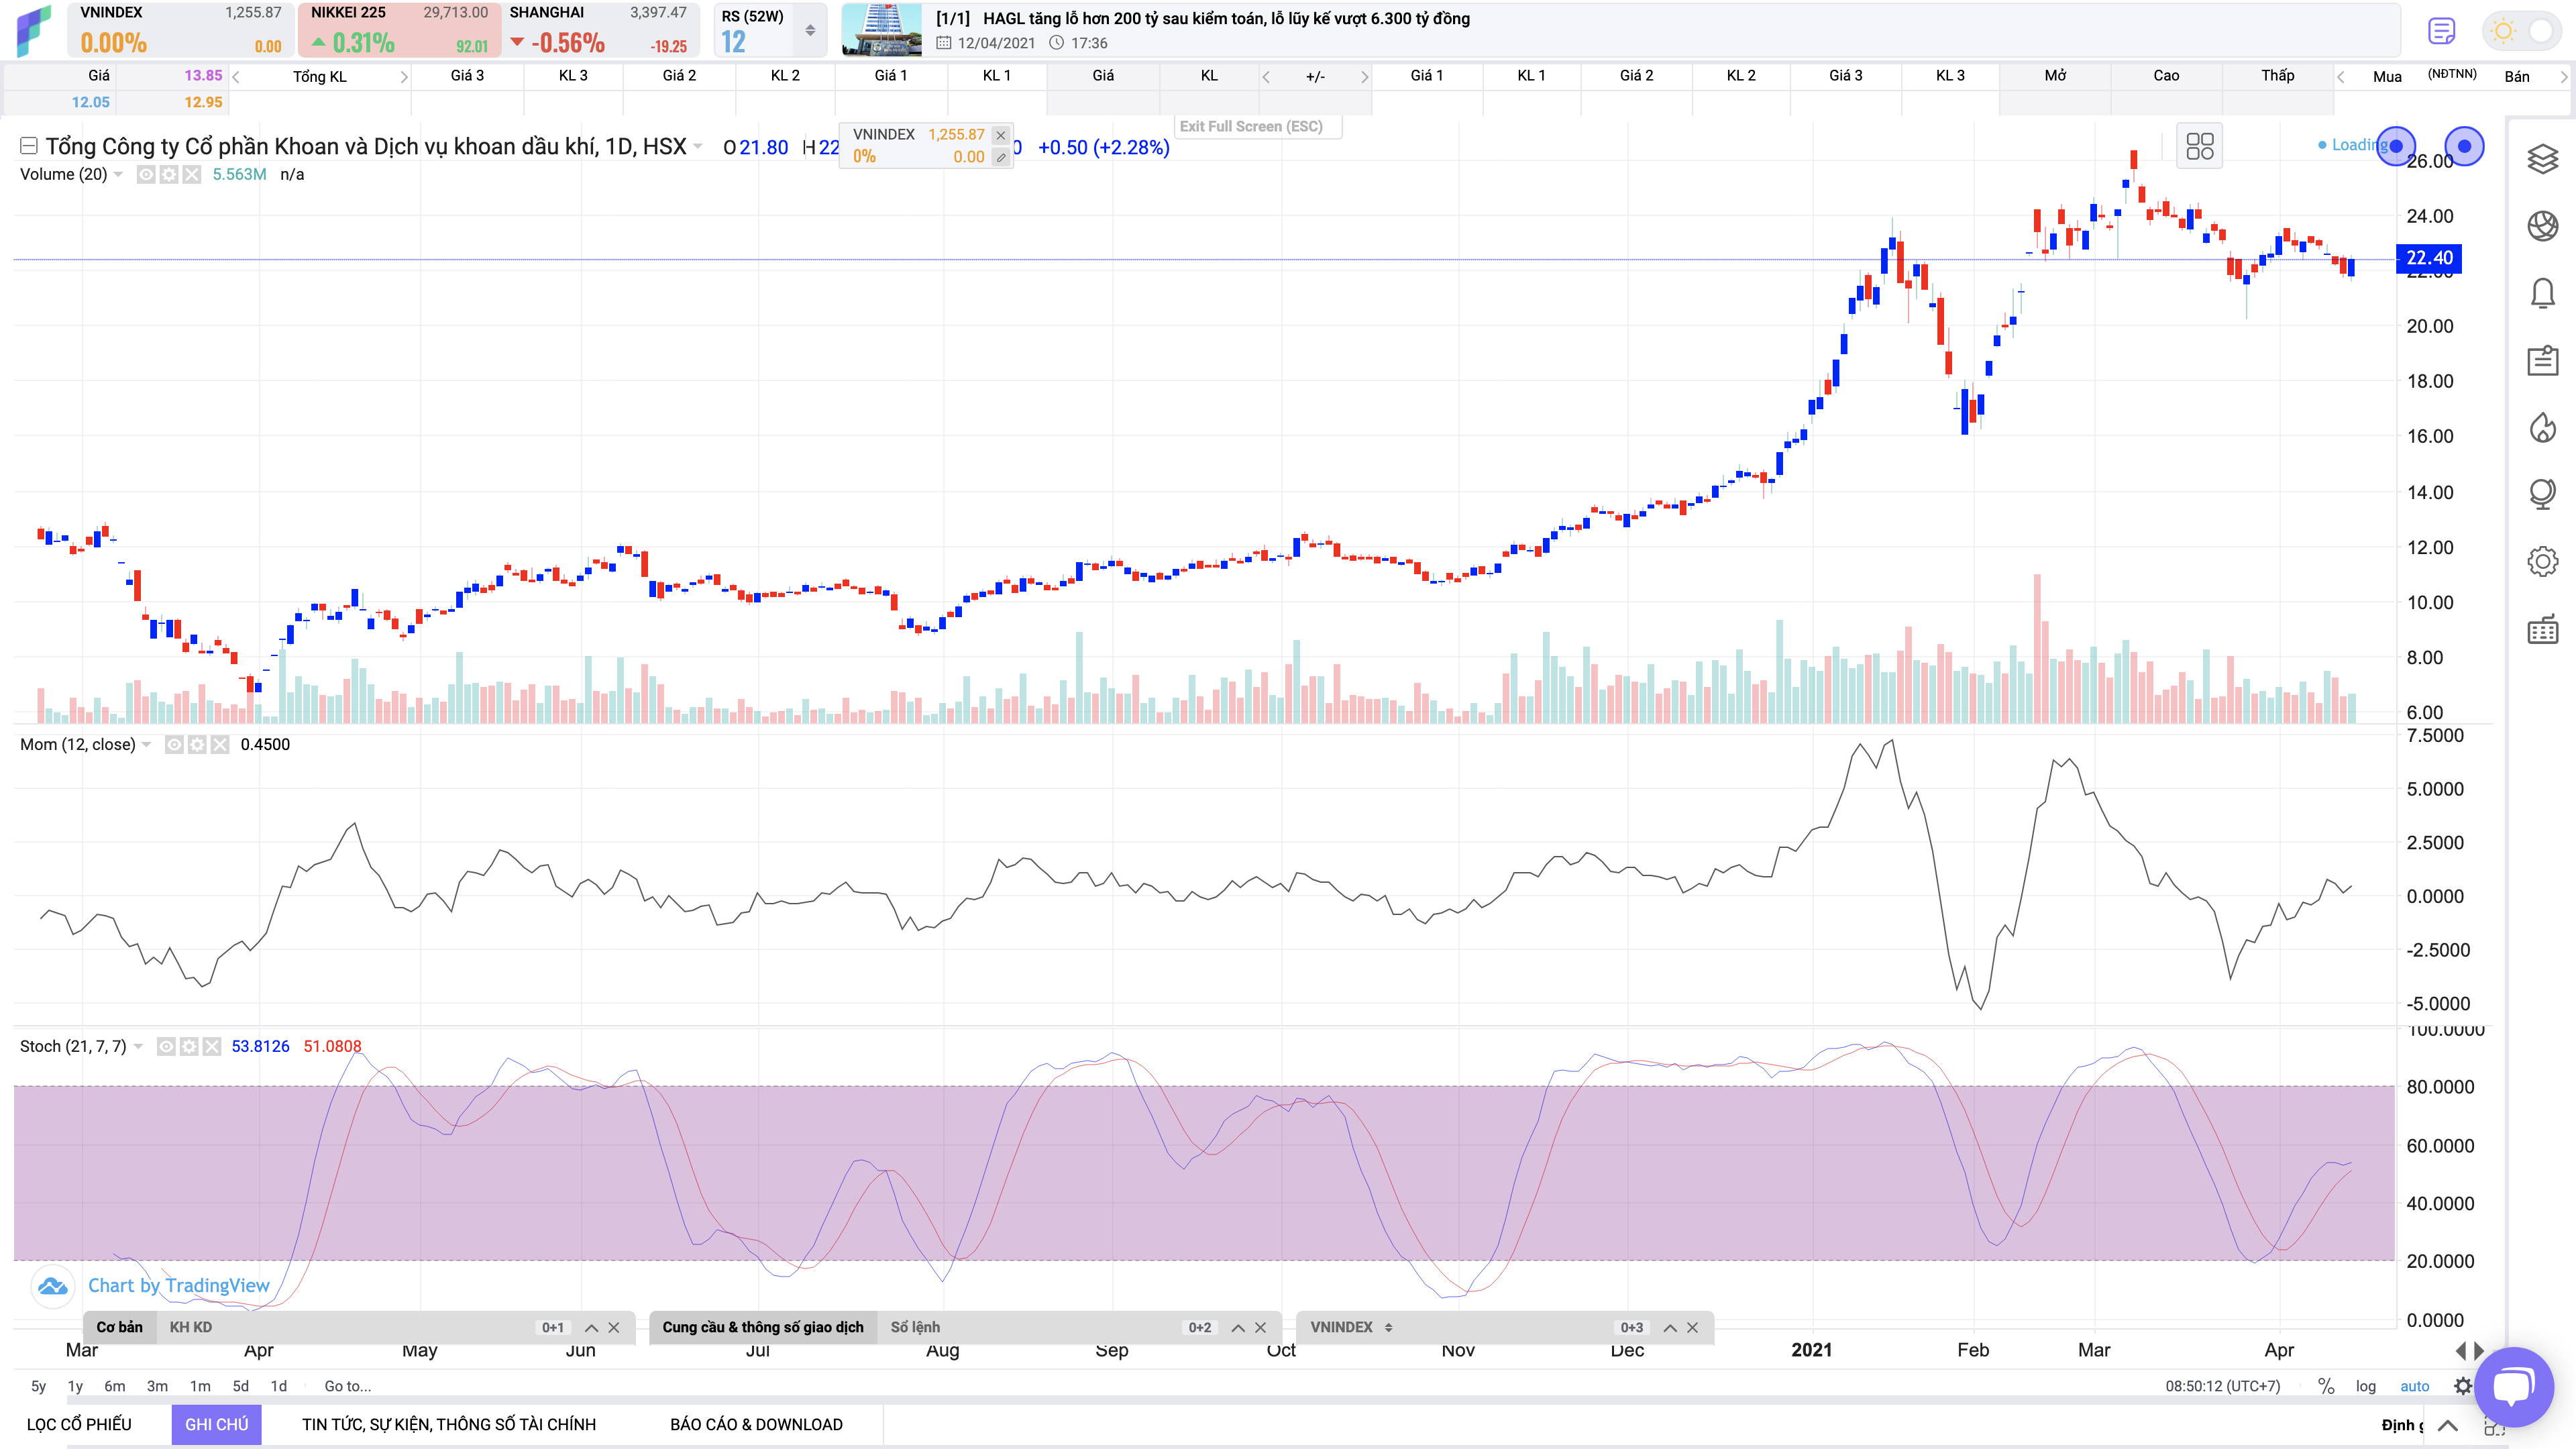 VNINDEX 1,255.87
0.00% 0.00
NIKKEI 225 29,713.00
0.31% 92.01
SHANGHAI 3,397.47
-0.56% -19.25
RS (52W)
12
[1/1] HAGL tăng lỗ hơn 200 tỷ sau kiểm toán, lỗ lũy kế vượt 6.300 tỷ đồng
12/04/2021 17:36
Giá 13.85 Tổng KL Giá 3 KL 3 Giá 2 KL 2 Giá 1 KL 1 Giá KL +/- Giá 1 KL 1 Giá 2 KL 2 Giá 3 KL 3 Mở Cao Thấp Mua (NĐTNN) Bán
12.05 12.95
Exit Full Screen (ESC)
Tổng Công ty Cổ phần Khoan và Dịch vụ khoan dầu khí, 1D, HSX O21.80 H22 0 +0.50 (+2.28%)
VNINDEX 1,255.87
0% 0.00
Loading
Volume (20) 5.563M n/a
26.00
24.00
22.40
22.00
20.00
18.00
16.00
14.00
12.00
10.00
8.00
6.00
Mom (12, close) 0.4500
7.5000
5.0000
2.5000
0.0000
-2.5000
-5.0000
Stoch (21, 7, 7) 53.8126 51.0808
100.0000
80.0000
60.0000
40.0000
20.0000
0.0000
Chart by TradingView
Cơ bản KH KD 0+1
Cung cầu & thông số giao dịch Sổ lệnh 0+2
VNINDEX 0+3
Mar Apr May Jun Jul Aug Sep Oct Nov Dec 2021 Feb Mar Apr
5y 1y 6m 3m 1m 5d 1d Go to... 08:50:12 (UTC+7) % log auto
LỌC CỔ PHIẾU GHI CHÚ TIN TỨC, SỰ KIỆN, THÔNG SỐ TÀI CHÍNH BÁO CÁO & DOWNLOAD Định